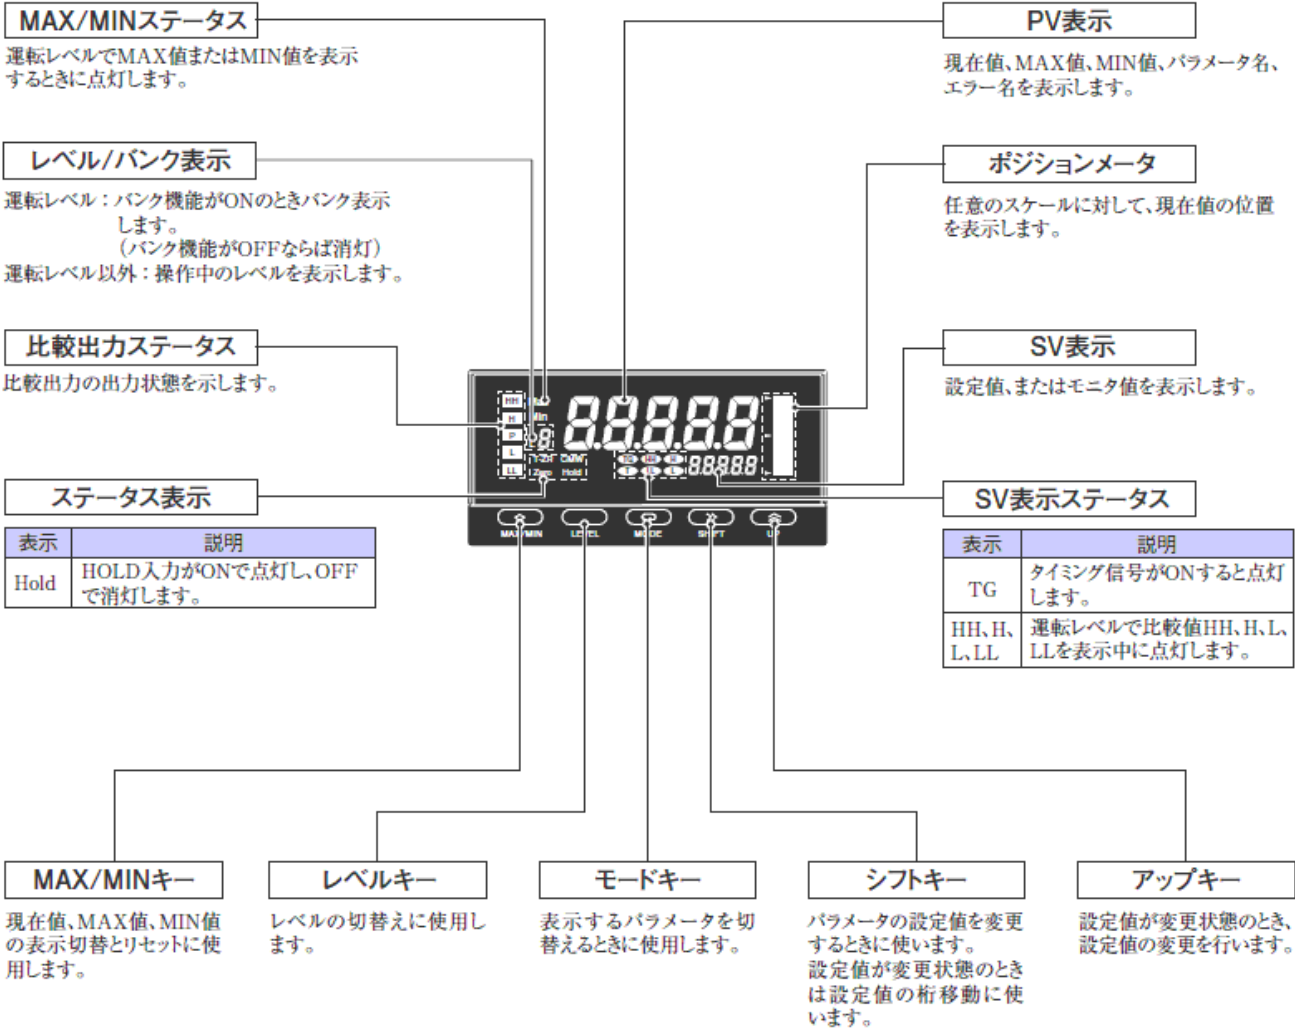 MAX/MINステータス
運転レベルでMAX値またはMIN値を表示
するときに点灯します。
レベル/バンク表示
運転レベル：バンク機能がONのときバンク表示
します。
（バンク機能がOFFならば消灯）
運転レベル以外：操作中のレベルを表示します。
比較出力ステータス
比較出力の出力状態を示します。
ステータス表示
表示 説明
Hold HOLD入力がONで点灯し、OFF
で消灯します。
PV表示
現在値、MAX値、MIN値、パラメータ名、
エラー名を表示します。
ポジションメータ
任意のスケールに対して、現在値の位置
を表示します。
SV表示
設定値、またはモニタ値を表示します。
SV表示ステータス
表示 説明
TG タイミング信号がONすると点灯
します。
HH、H、 運転レベルで比較値HH、H、L、
L、LL LLを表示中に点灯します。
HH
H
P
L
LL
8
88888
TG HH H
T LL L
88888
T-ZR CMW
Zero Hold
MAX/MIN LEVEL MODE SHIFT UP
MAX/MINキー
現在値、MAX値、MIN値
の表示切替とリセットに使
用します。
レベルキー
レベルの切替えに使用し
ます。
モードキー
表示するパラメータを切
替えるときに使用します。
シフトキー
パラメータの設定値を変更
するときに使います。
設定値が変更状態のとき
は設定値の桁移動に使
います。
アップキー
設定値が変更状態のとき、
設定値の変更を行います。